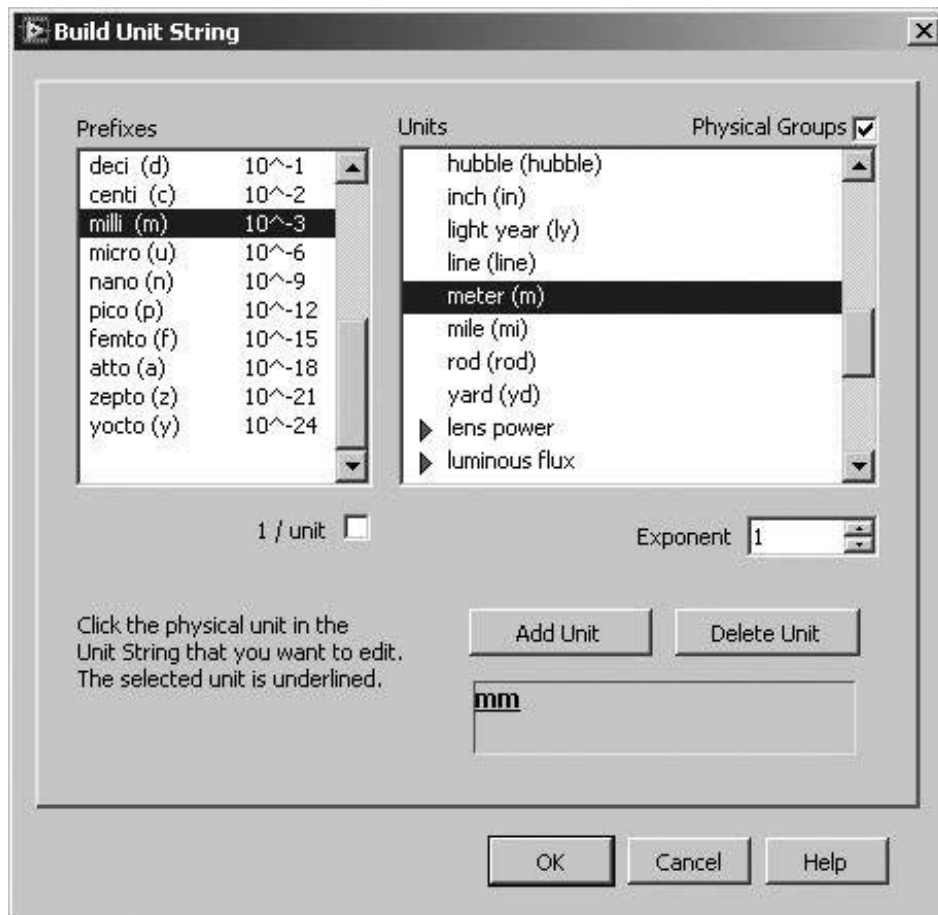 Build Unit String
Prefixes
Units
Physical Groups
deci (d) 10^-1
centi (c) 10^-2
milli (m) 10^-3
micro (u) 10^-6
nano (n) 10^-9
pico (p) 10^-12
femto (f) 10^-15
atto (a) 10^-18
zepto (z) 10^-21
yocto (y) 10^-24
hubble (hubble)
inch (in)
light year (ly)
line (line)
meter (m)
mile (mi)
rod (rod)
yard (yd)
lens power
luminous flux
1 / unit
Exponent 1
Click the physical unit in the
Unit String that you want to edit.
The selected unit is underlined.
Add Unit
Delete Unit
mm
OK
Cancel
Help